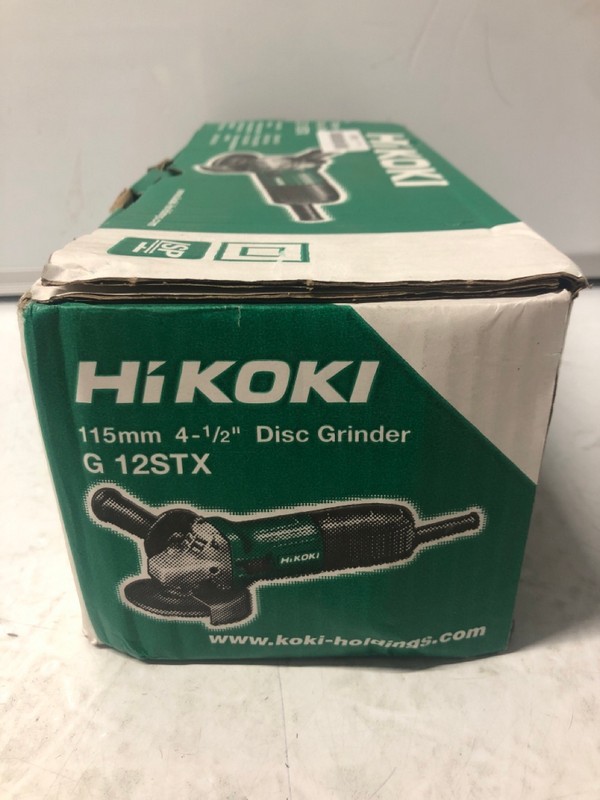 HiKOKI
HiKOKI
115mm 4-1/2" Disc Grinder
G 12STX
HiKOKI
www.koki-holdings.com